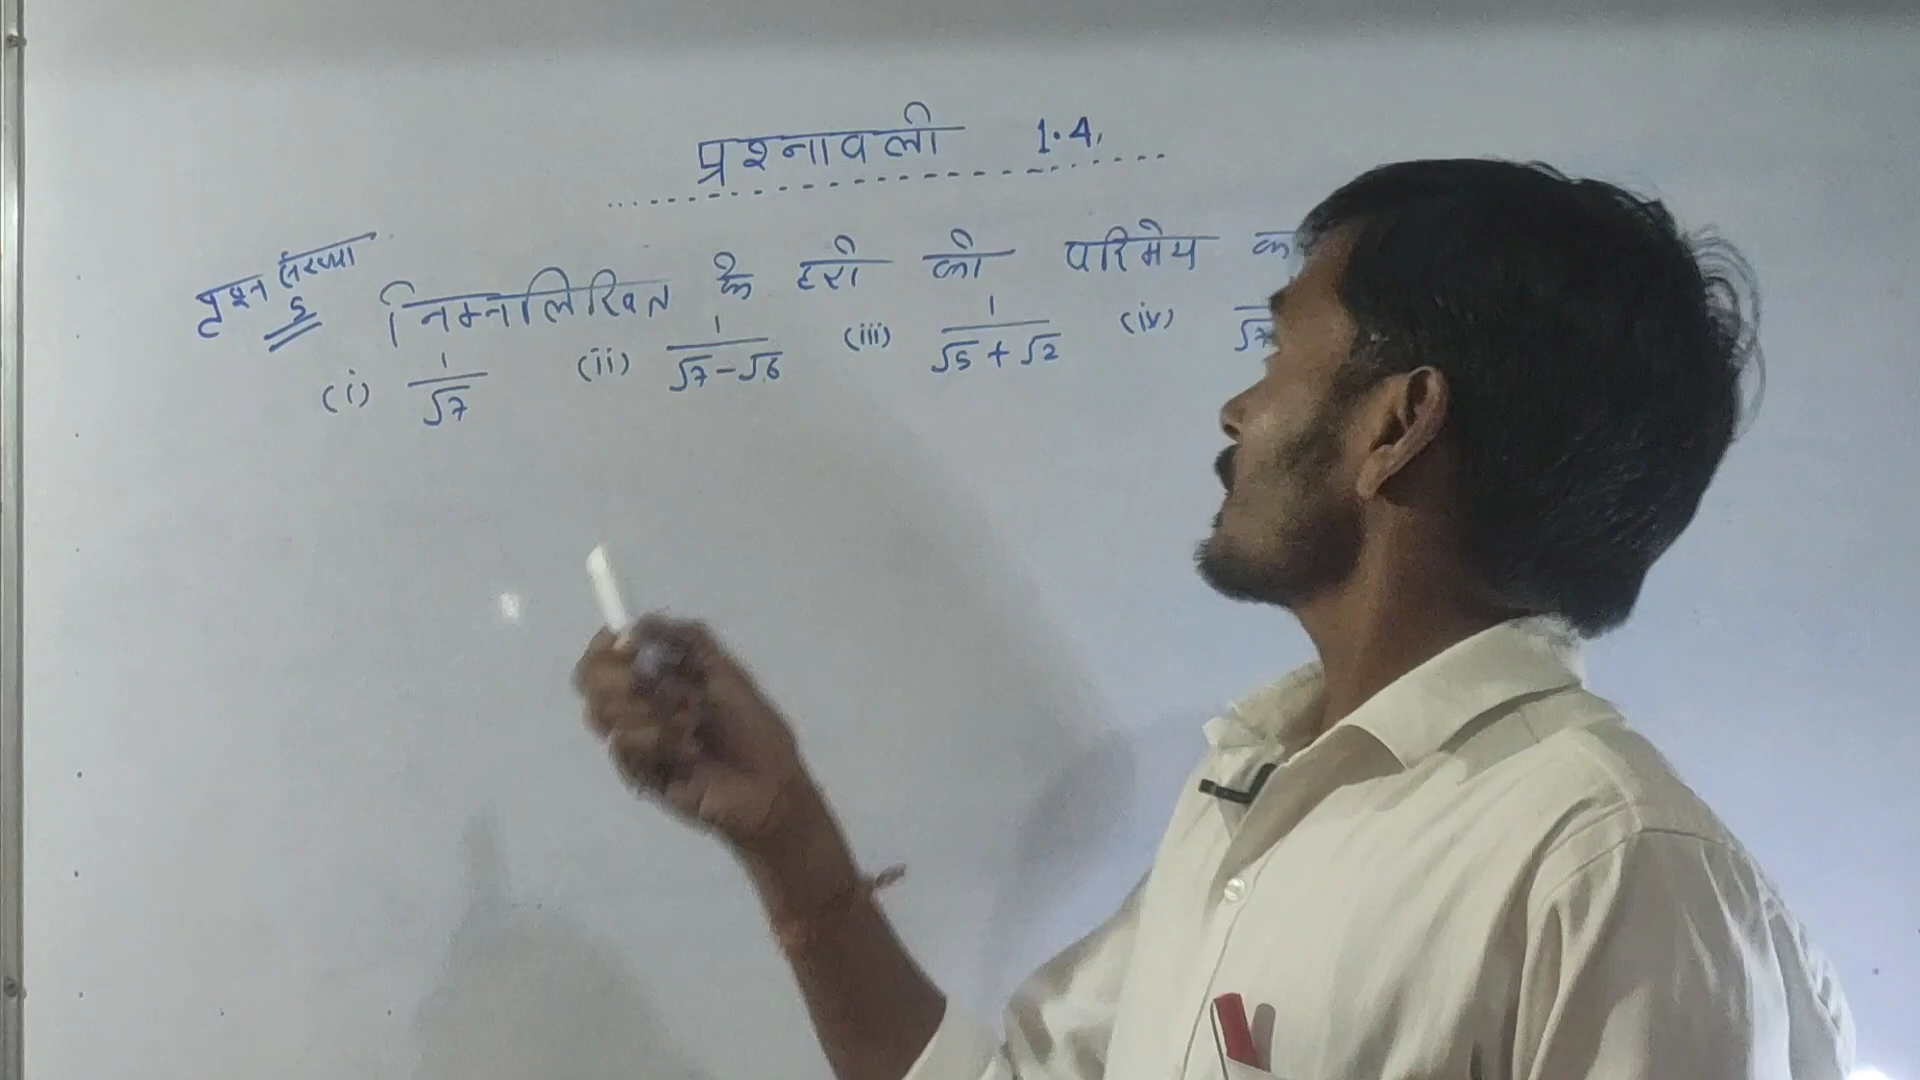 प्रश्नावली 1.4.
प्रश्न संख्या 5 निम्नलिखित के हरों को परिमेय
(i) 1/√7 (ii) 1/(√7-√6) (iii) 1/(√5+√2) (iv) √7